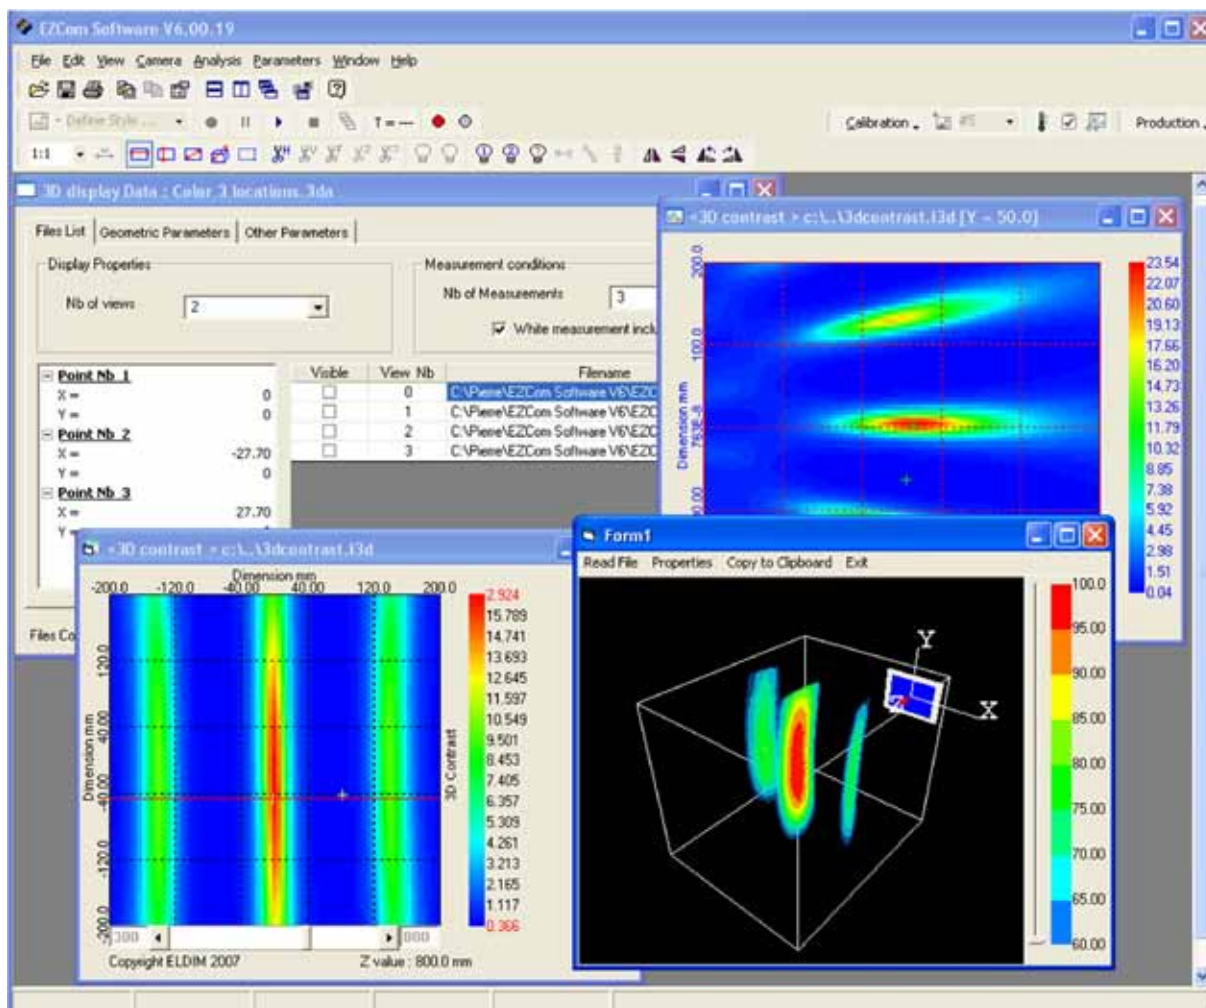 EZCom Software V6.00.19
File Edit View Camera Analysis Parameters Window Help
Define Style ... T = --- Calibration #5 Production
1:1
3D display Data : Color 3 locations .3da
Files List Geometric Parameters Other Parameters
Display Properties
Nb of views 2
Measurement conditions
Nb of Measurements 3
White measurement inclu
Point Nb 1
X = 0
Y = 0
Point Nb 2
X = -27.70
Y = 0
Point Nb 3
X = 27.70
Y =
Visible View Nb Filename
0 C:\Pierre\EZCom Software V6\EZC
1 C:\Pierre\EZCom Software V6\EZC
2 C:\Pierre\EZCom Software V6\EZC
3 C:\Pierre\EZCom Software V6\EZC
Files Co
<3D contrast > c:\..\3dcontrast.i3d [Y = 50.0]
200.0
100.0
Dimension mm
763E-8
23.54
22.07
20.60
19.13
17.66
16.20
14.73
13.26
11.79
10.32
8.85
7.38
5.92
4.45
2.98
1.51
0.04
<3D contrast > c:\..\3dcontrast.i3d
Dimension mm
-200.0 -120.0 -40.00 40.00 120.0 200.0
Dimension mm
120.0
40.00
-40.00
-120.0
-200.0
3D Contrast
2.924
15.789
14.741
13.693
12.645
11.597
10.549
9.501
8.453
7.405
6.357
5.309
4.261
3.213
2.165
1.117
0.366
Copyright ELDIM 2007 Z value : 800.0 mm
Form1
Read File Properties Copy to Clipboard Exit
Y
X
100.0
95.00
90.00
85.00
80.00
75.00
70.00
65.00
60.00